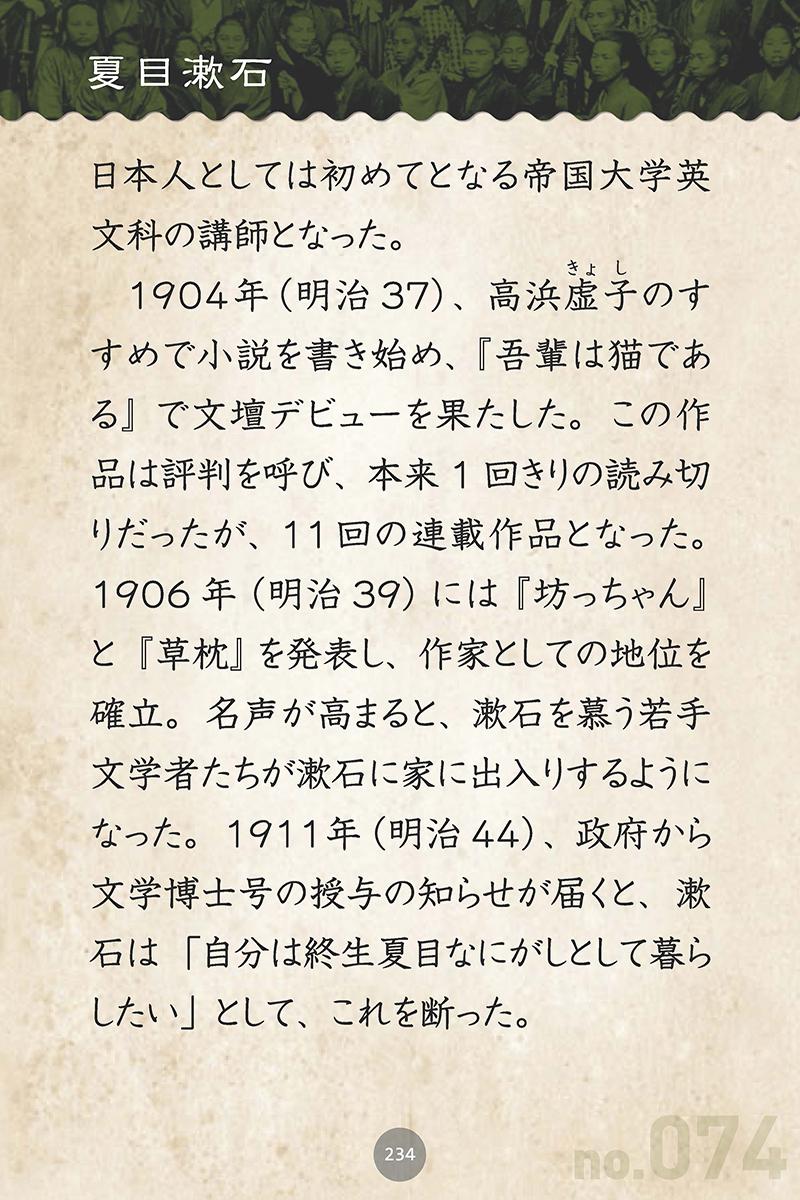 夏目漱石
日本人としては初めてとなる帝国大学英
文科の講師となった。
きょ し
1904年(明治37)、高浜虚子のす
すめで小説を書き始め、『吾輩は猫であ
る』で文壇デビューを果たした。この作
品は評判を呼び、本来1回きりの読み切
りだったが、11回の連載作品となった。
1906年(明治39)には『坊っちゃん』
と『草枕』を発表し、作家としての地位を
確立。名声が高まると、漱石を慕う若手
文学者たちが漱石に家に出入りするように
なった。1911年(明治44)、政府から
文学博士号の授与の知らせが届くと、漱
石は「自分は終生夏目なにがしとして暮ら
したい」として、これを断った。
234
no.074